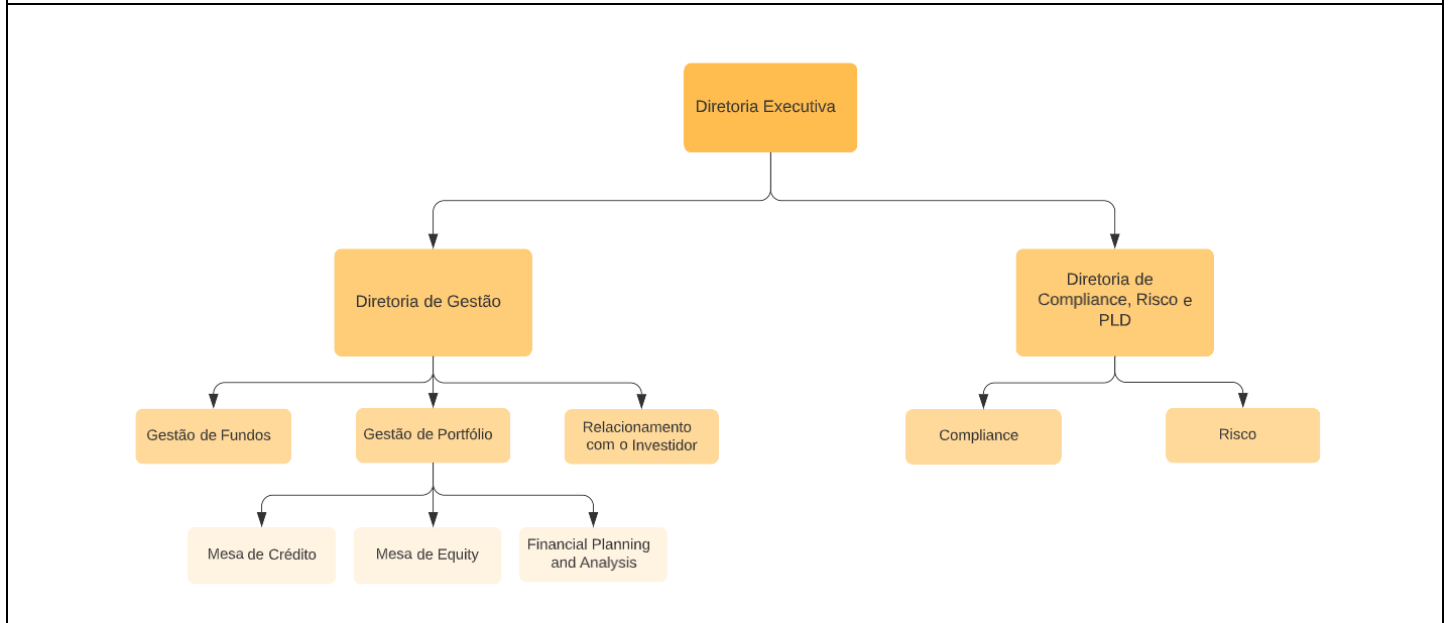 Diretoria Executiva
Diretoria de Gestão
Diretoria de
Compliance, Risco e
PLD
Gestão de Fundos
Gestão de Portfólio
Relacionamento
com o Investidor
Compliance
Risco
Mesa de Crédito
Mesa de Equity
Financial Planning
and Analysis